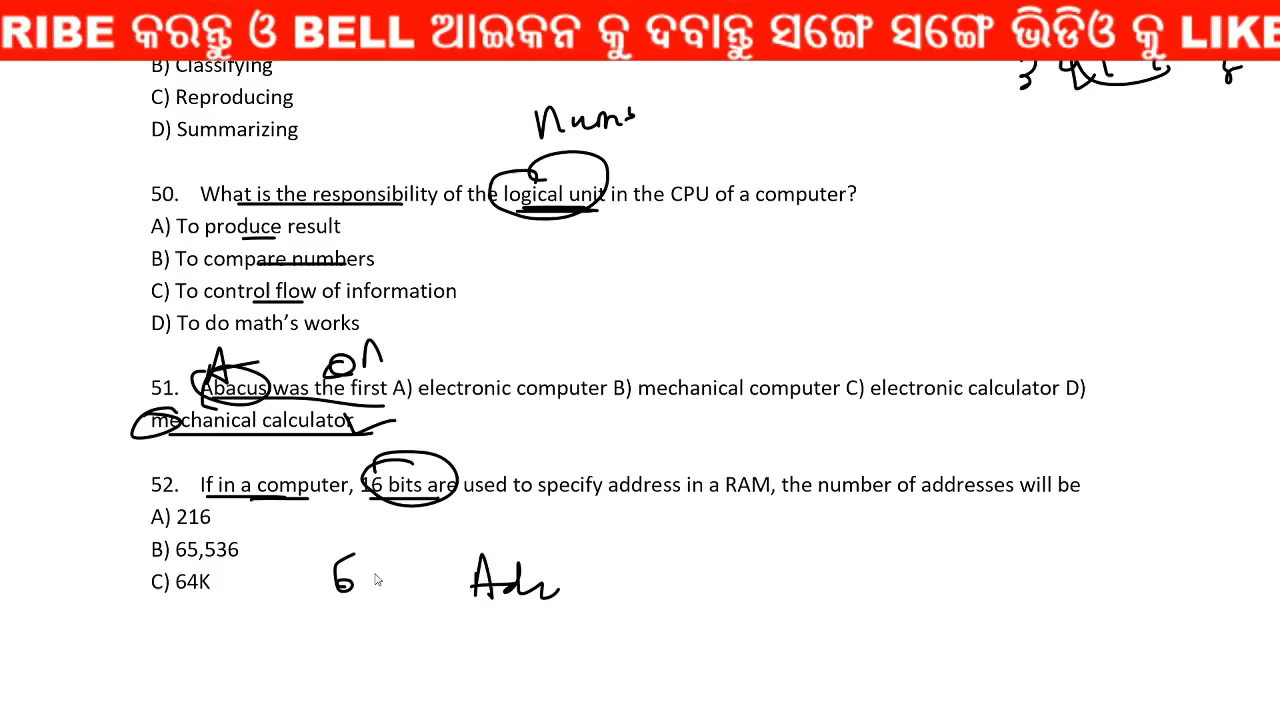 RIBE କରନ୍ତୁ ଓ BELL ଆଇକନ କୁ ଦବାନ୍ତୁ ସଙ୍ଗେ ସଙ୍ଗେ ଭିଡିଓ କୁ LIKE
B) Classifying
C) Reproducing
D) Summarizing
Nums
50. What is the responsibility of the logical unit in the CPU of a computer?
A) To produce result
B) To compare numbers
C) To control flow of information
D) To do math’s works
A
51. Abacus was the first A) electronic computer B) mechanical computer C) electronic calculator D)
mechanical calculator
52. If in a computer, 16 bits are used to specify address in a RAM, the number of addresses will be
A) 216
B) 65,536
C) 64K